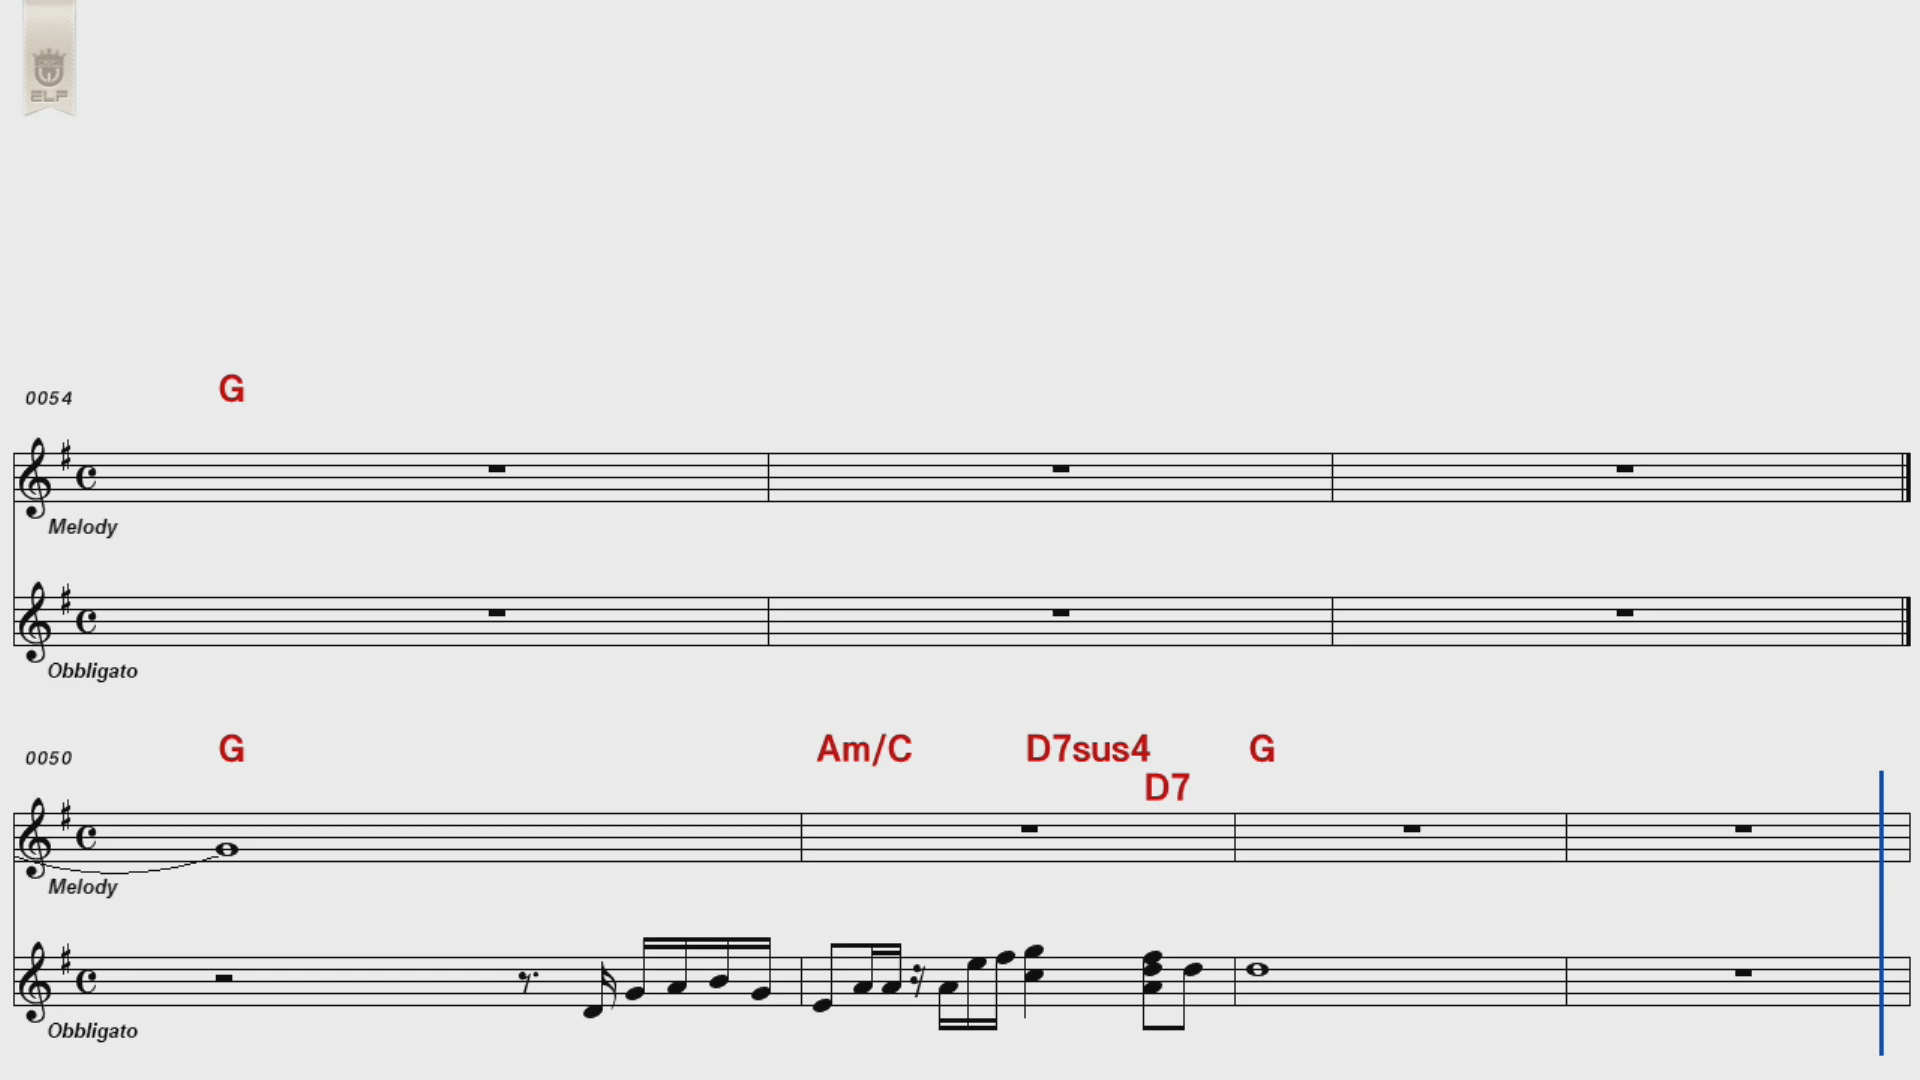 ELF
0054 G
Melody
Obbligato
0050 G Am/C D7sus4 G
D7
Melody
Obbligato